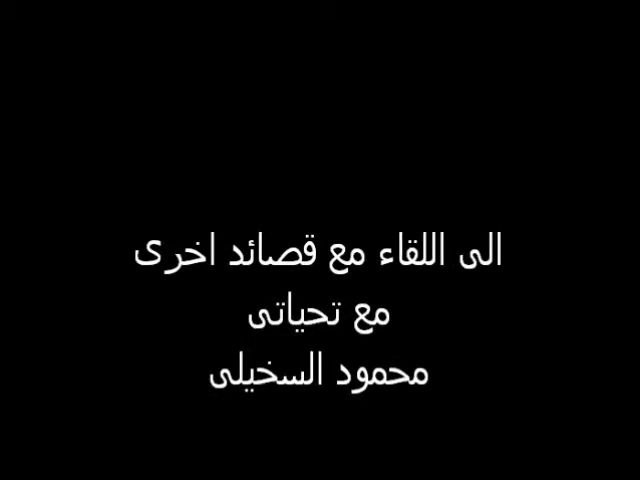 الى اللقاء مع قصائد اخرى
مع تحياتى
محمود السخيلى